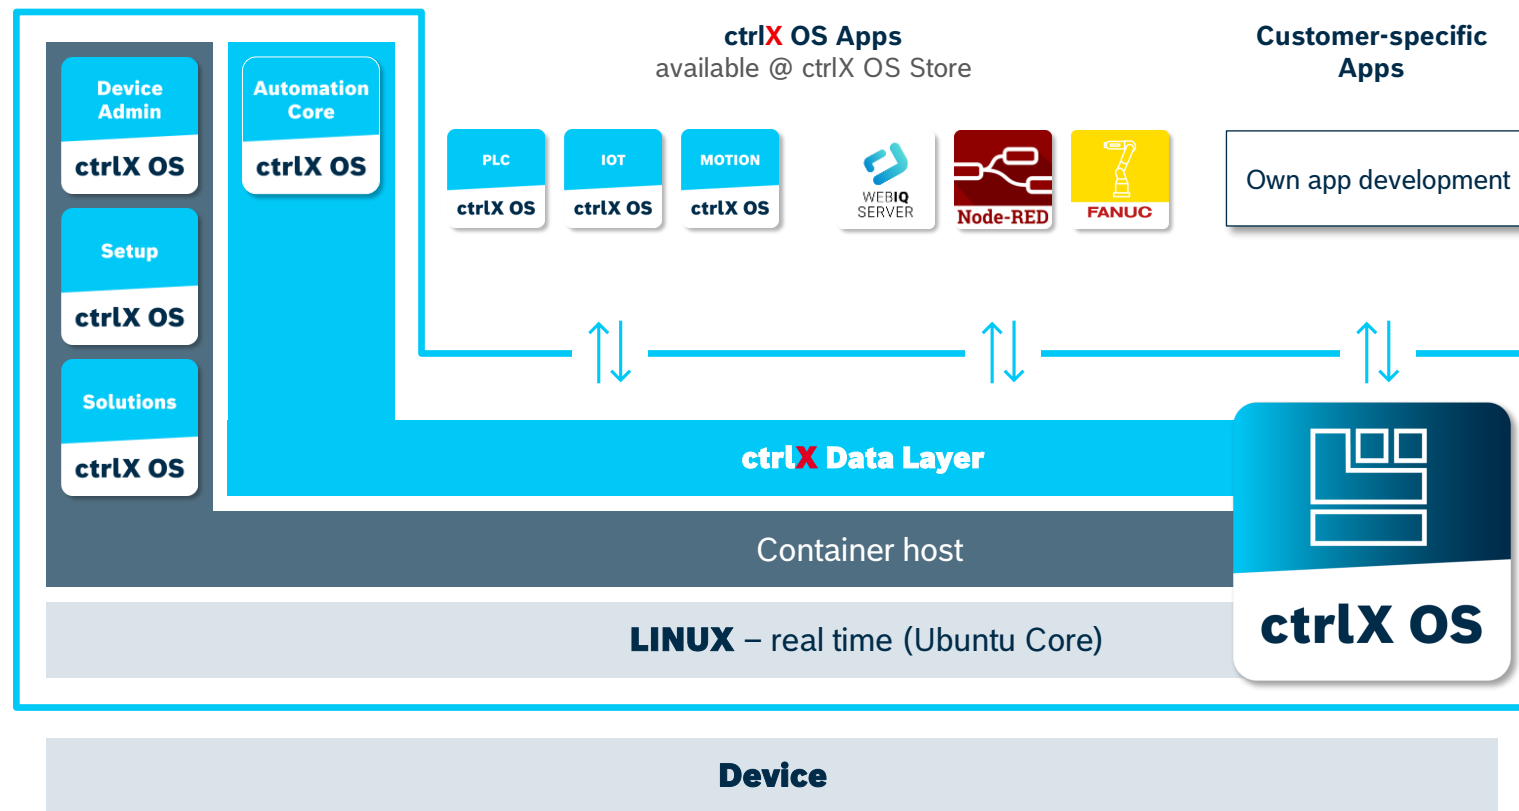 ctrlX OS Apps
available @ ctrlX OS Store
Customer-specific
Apps
Device
Admin
ctrlX OS
Automation
Core
ctrlX OS
PLC
ctrlX OS
IOT
ctrlX OS
MOTION
ctrlX OS
WEBIQ
SERVER
Node-RED
FANUC
Own app development
Setup
ctrlX OS
Solutions
ctrlX OS
ctrlX Data Layer
Container host
LINUX – real time (Ubuntu Core)
ctrlX OS
Device